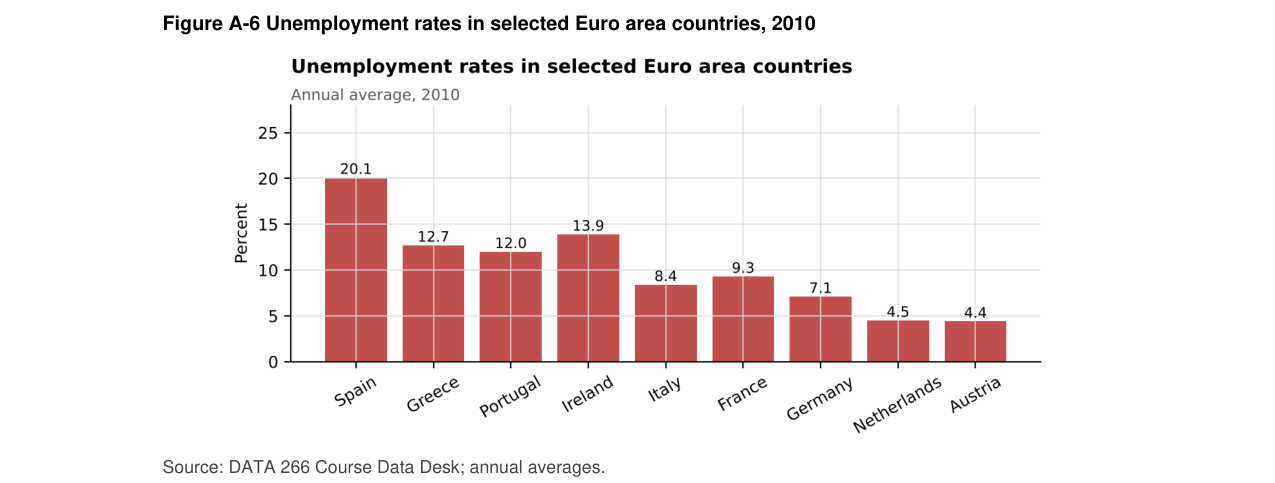 Figure A-6 Unemployment rates in selected Euro area countries, 2010
Unemployment rates in selected Euro area countries
Annual average, 2010
Percent
25
20
15
10
5
0
20.1
12.7
12.0
13.9
8.4
9.3
7.1
4.5
4.4
Spain
Greece
Portugal
Ireland
Italy
France
Germany
Netherlands
Austria
Source: DATA 266 Course Data Desk; annual averages.